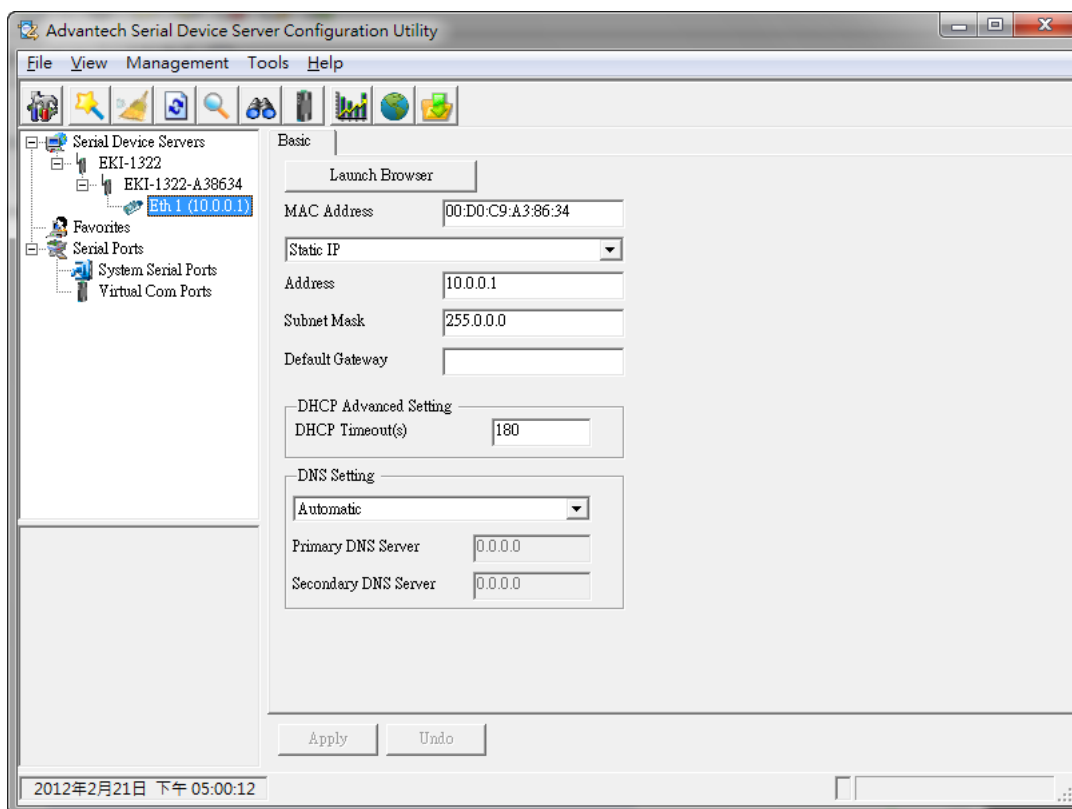 Advantech Serial Device Server Configuration Utility
File View Management Tools Help
Serial Device Servers
EKI-1322
EKI-1322-A38634
Eth 1 (10.0.0.1)
Favorites
Serial Ports
System Serial Ports
Virtual Com Ports
Basic
Launch Browser
MAC Address 00:D0:C9:A3:86:34
Static IP
Address 10.0.0.1
Subnet Mask 255.0.0.0
Default Gateway
DHCP Advanced Setting
DHCP Timeout(s) 180
DNS Setting
Automatic
Primary DNS Server 0.0.0.0
Secondary DNS Server 0.0.0.0
Apply Undo
2012年2月21日 下午 05:00:12